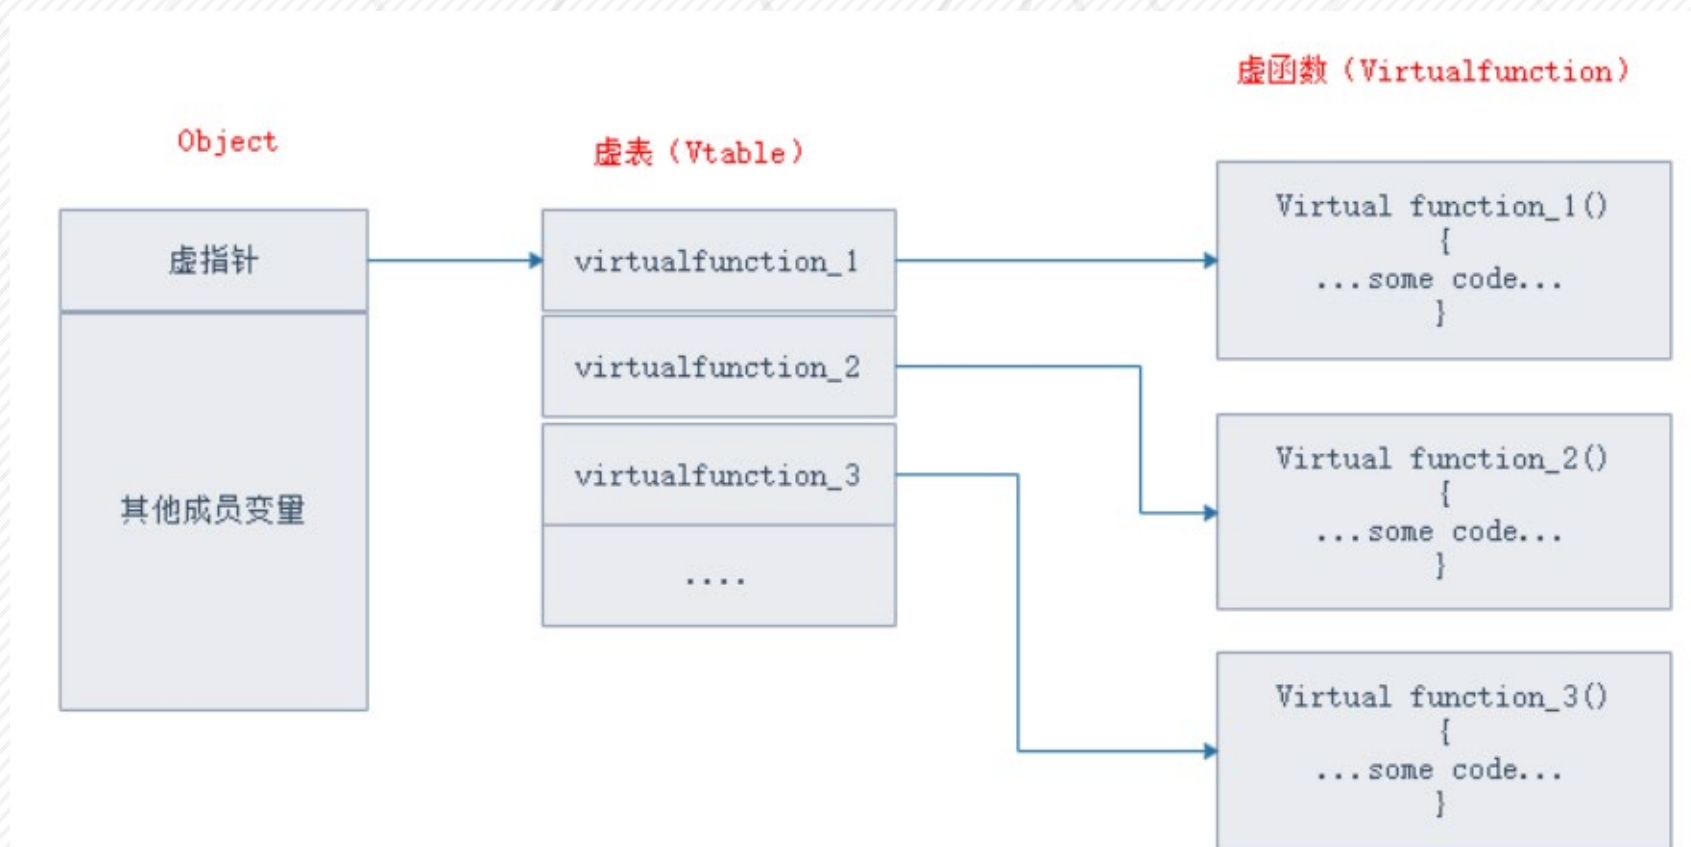 Object
虚指针
其他成员变量
虚表（Vtable）
virtualfunction_1
virtualfunction_2
virtualfunction_3
....
虚函数（Virtualfunction）
Virtual function_1()
{
...some code...
}
Virtual function_2()
{
...some code...
}
Virtual function_3()
{
...some code...
}